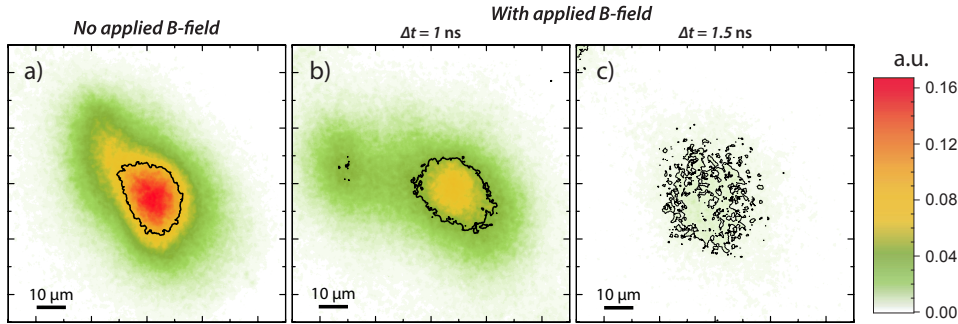 No applied B-field
With applied B-field
Δt = 1 ns
Δt = 1.5 ns
a)
b)
c)
10 μm
10 μm
10 μm
a.u.
0.16
0.12
0.08
0.04
0.00